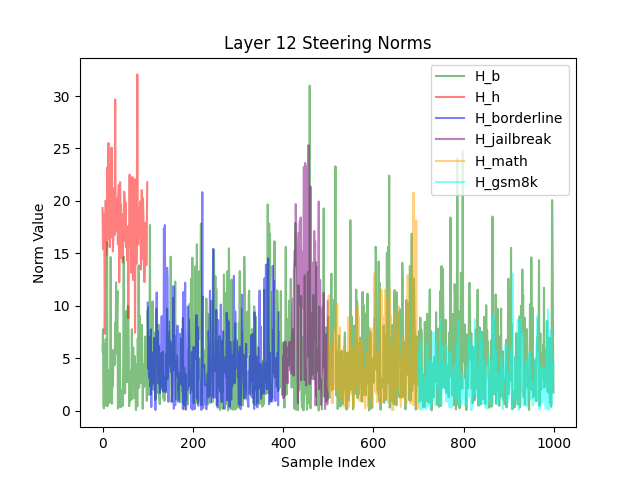 Layer 12 Steering Norms
H_b
H_h
H_borderline
H_jailbreak
H_math
H_gsm8k
Norm Value
30
25
20
15
10
5
0
0 200 400 600 800 1000
Sample Index